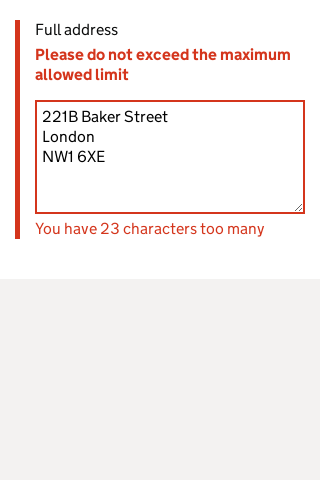 Full address
Please do not exceed the maximum
allowed limit
221B Baker Street
London
NW1 6XE
You have 23 characters too many